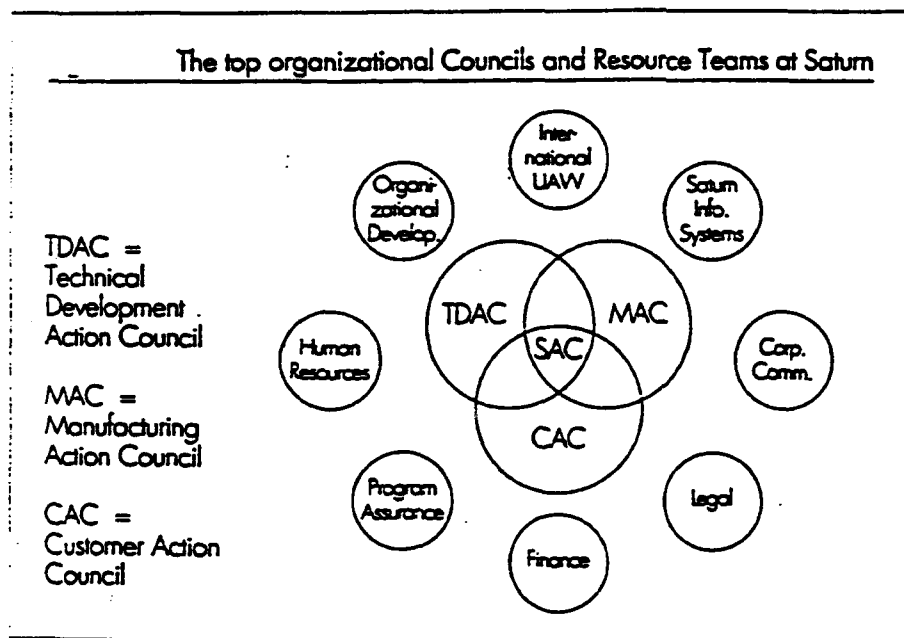 The top organizational Councils and Resource Teams at Saturn
Inter-
national
UAW
Organi-
zational
Develop.
Saturn
Info.
Systems
TDAC =
Technical
Development
Action Council
TDAC
MAC
SAC
CAC
Human
Resources
Corp.
Comm.
MAC =
Manufacturing
Action Council
Program
Assurance
Legal
CAC =
Customer Action
Council
Finance